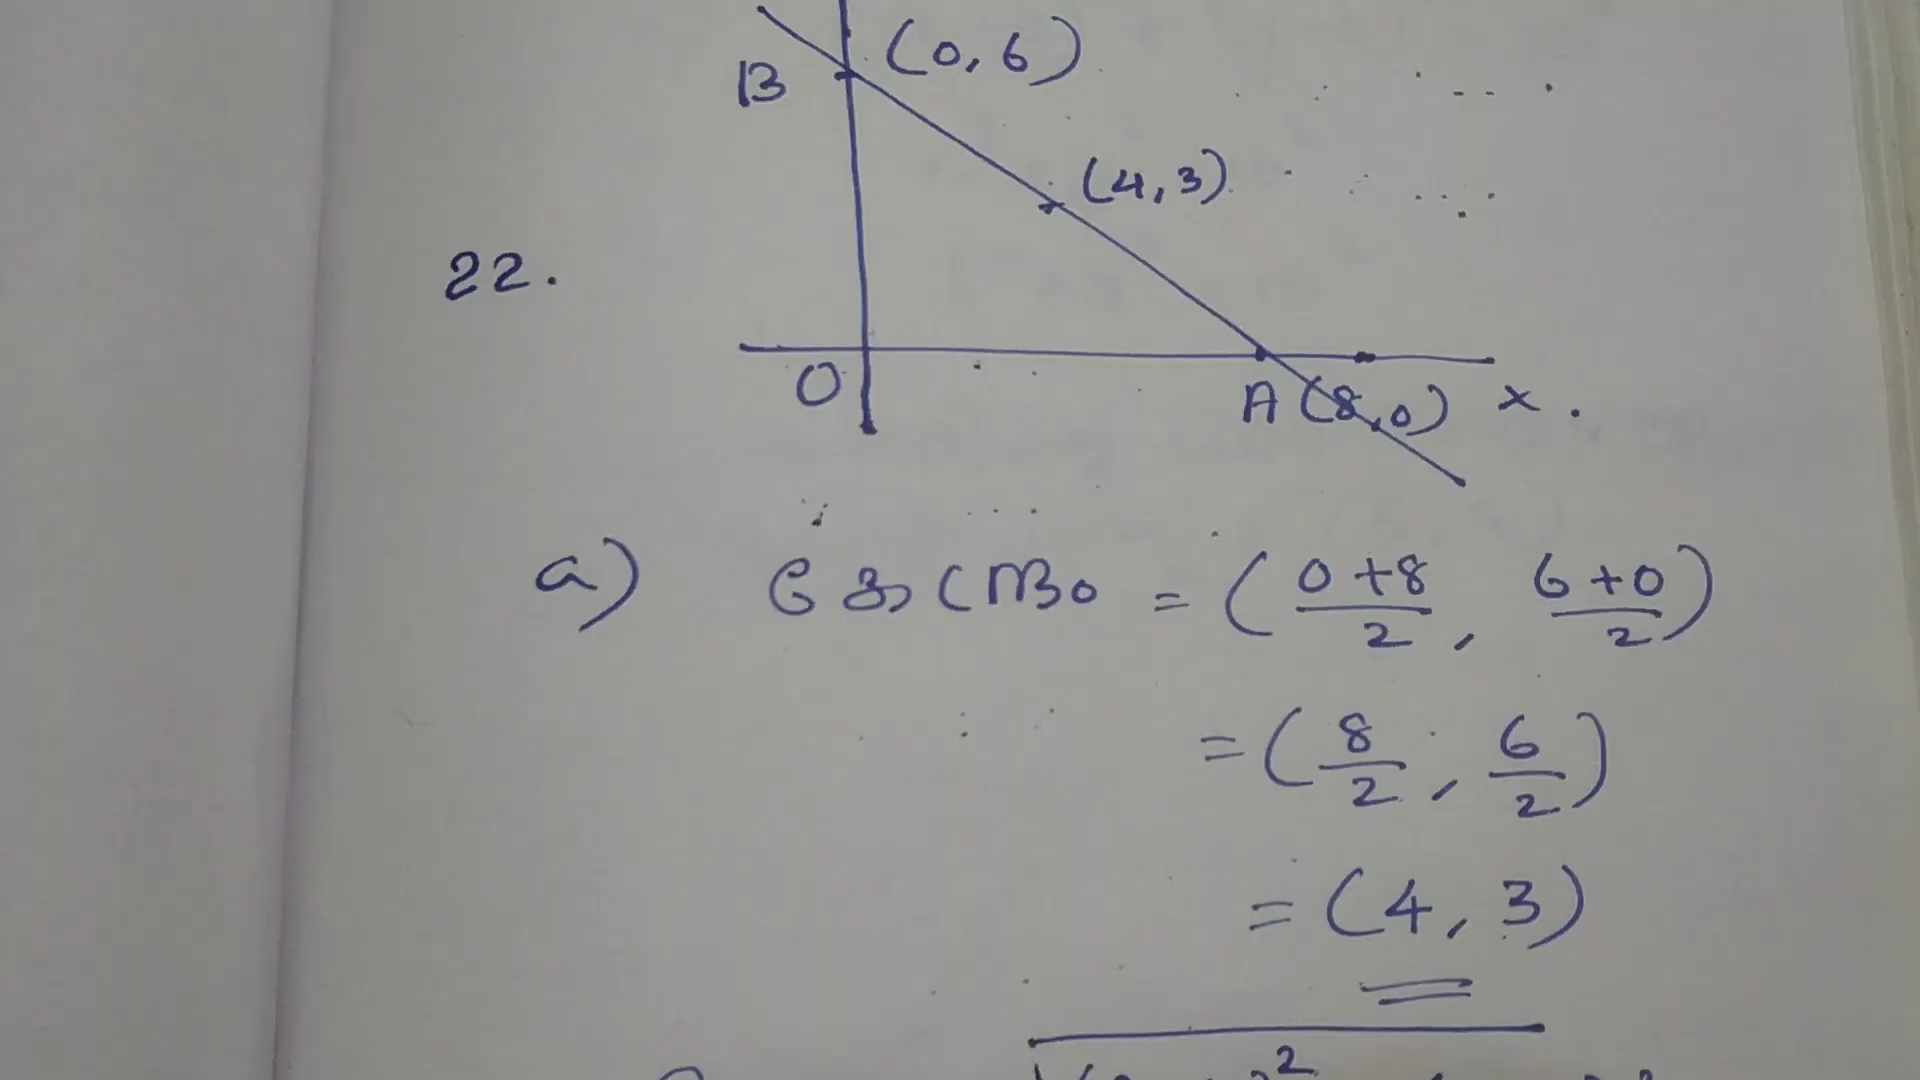 (0, 6)
B
(4, 3)
22.
O
A (8, 0) x.
a) കേന്ദ്രം = (0+8/2, 6+0/2)
= (8/2, 6/2)
= (4, 3)
2